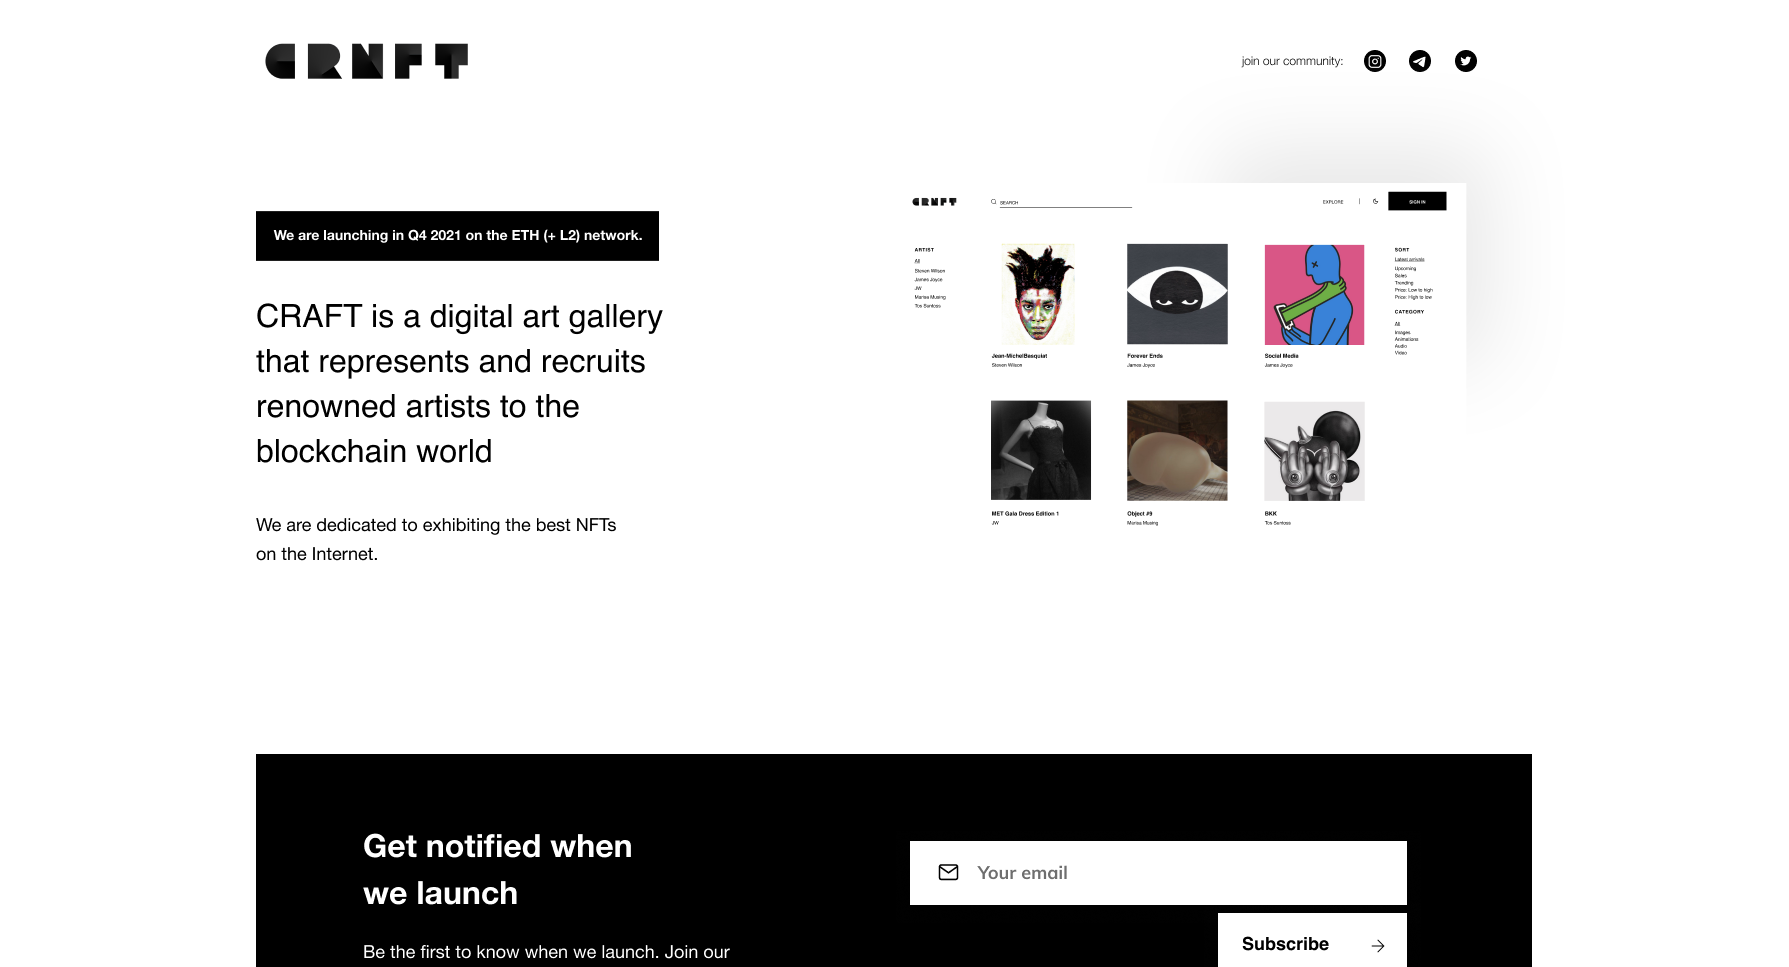 CRNFT
join our community:
We are launching in Q4 2021 on the ETH (+ L2) network.
CRAFT is a digital art gallery
that represents and recruits
renowned artists to the
blockchain world
We are dedicated to exhibiting the best NFTs
on the Internet.
CRNFT
SEARCH
EXPLORE
SIGN IN
ARTIST
All
Steven Wilson
James Joyce
JW
Marisa Musing
Tos Suntoss
Jean-MichelBasquiat
Steven Wilson
Forever Ends
James Joyce
Social Media
James Joyce
MET Gala Dress Edition 1
JW
Object #9
Marisa Musing
BKK
Tos Suntoss
SORT
Latest arrivals
Upcoming
Sales
Trending
Price: Low to high
Price: High to low
CATEGORY
All
Images
Animations
Audio
Video
Get notified when
we launch
Be the first to know when we launch. Join our
Your email
Subscribe